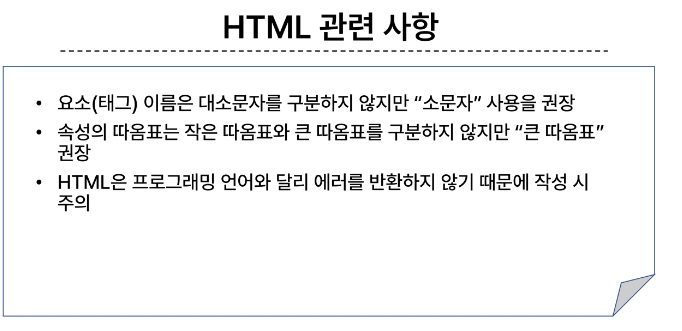 HTML 관련 사항
• 요소(태그) 이름은 대소문자를 구분하지 않지만 “소문자” 사용을 권장
• 속성의 따옴표는 작은 따옴표와 큰 따옴표를 구분하지 않지만 “큰 따옴표”
권장
• HTML은 프로그래밍 언어와 달리 에러를 반환하지 않기 때문에 작성 시
주의